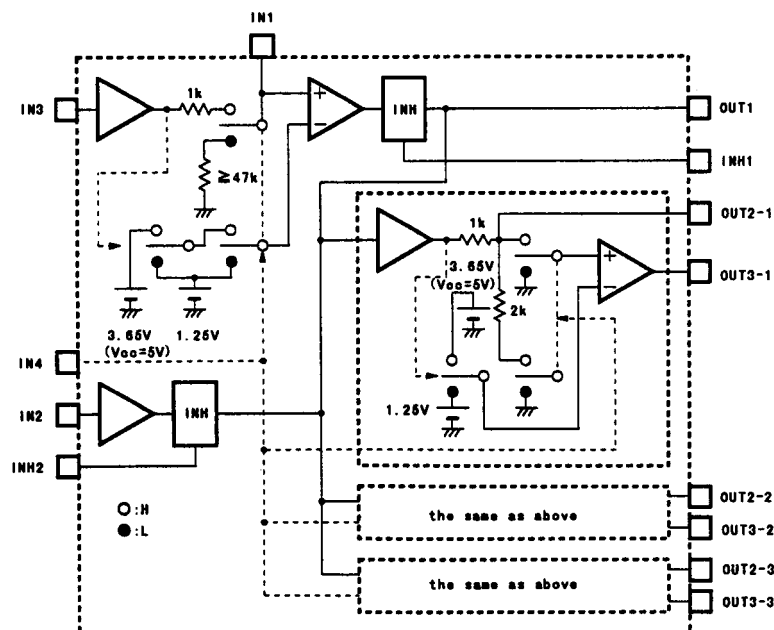 IN1
IN3
1k
+
−
INH
OUT1
≧47k
INH1
OUT2-1
1k
3.65V
(Vcc=5V)
+
−
OUT3-1
2k
3.65V
(Vcc=5V)
1.25V
IN4
IN2
INH
1.25V
INH2
○:H
●:L
the same as above
OUT2-2
OUT3-2
the same as above
OUT2-3
OUT3-3